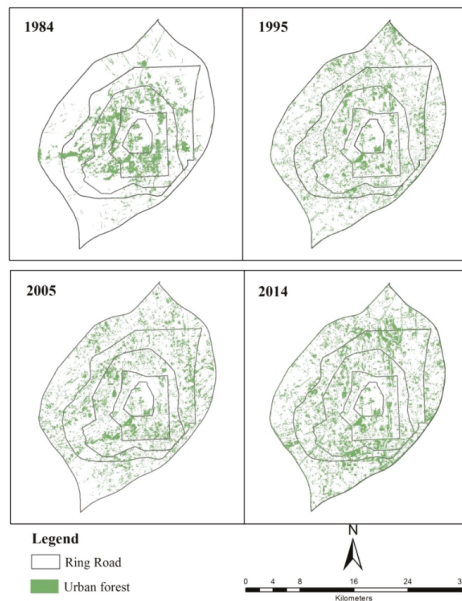 1984
1995
2005
2014
Legend
Ring Road
Urban forest
N
0 4 8 16 24
Kilometers